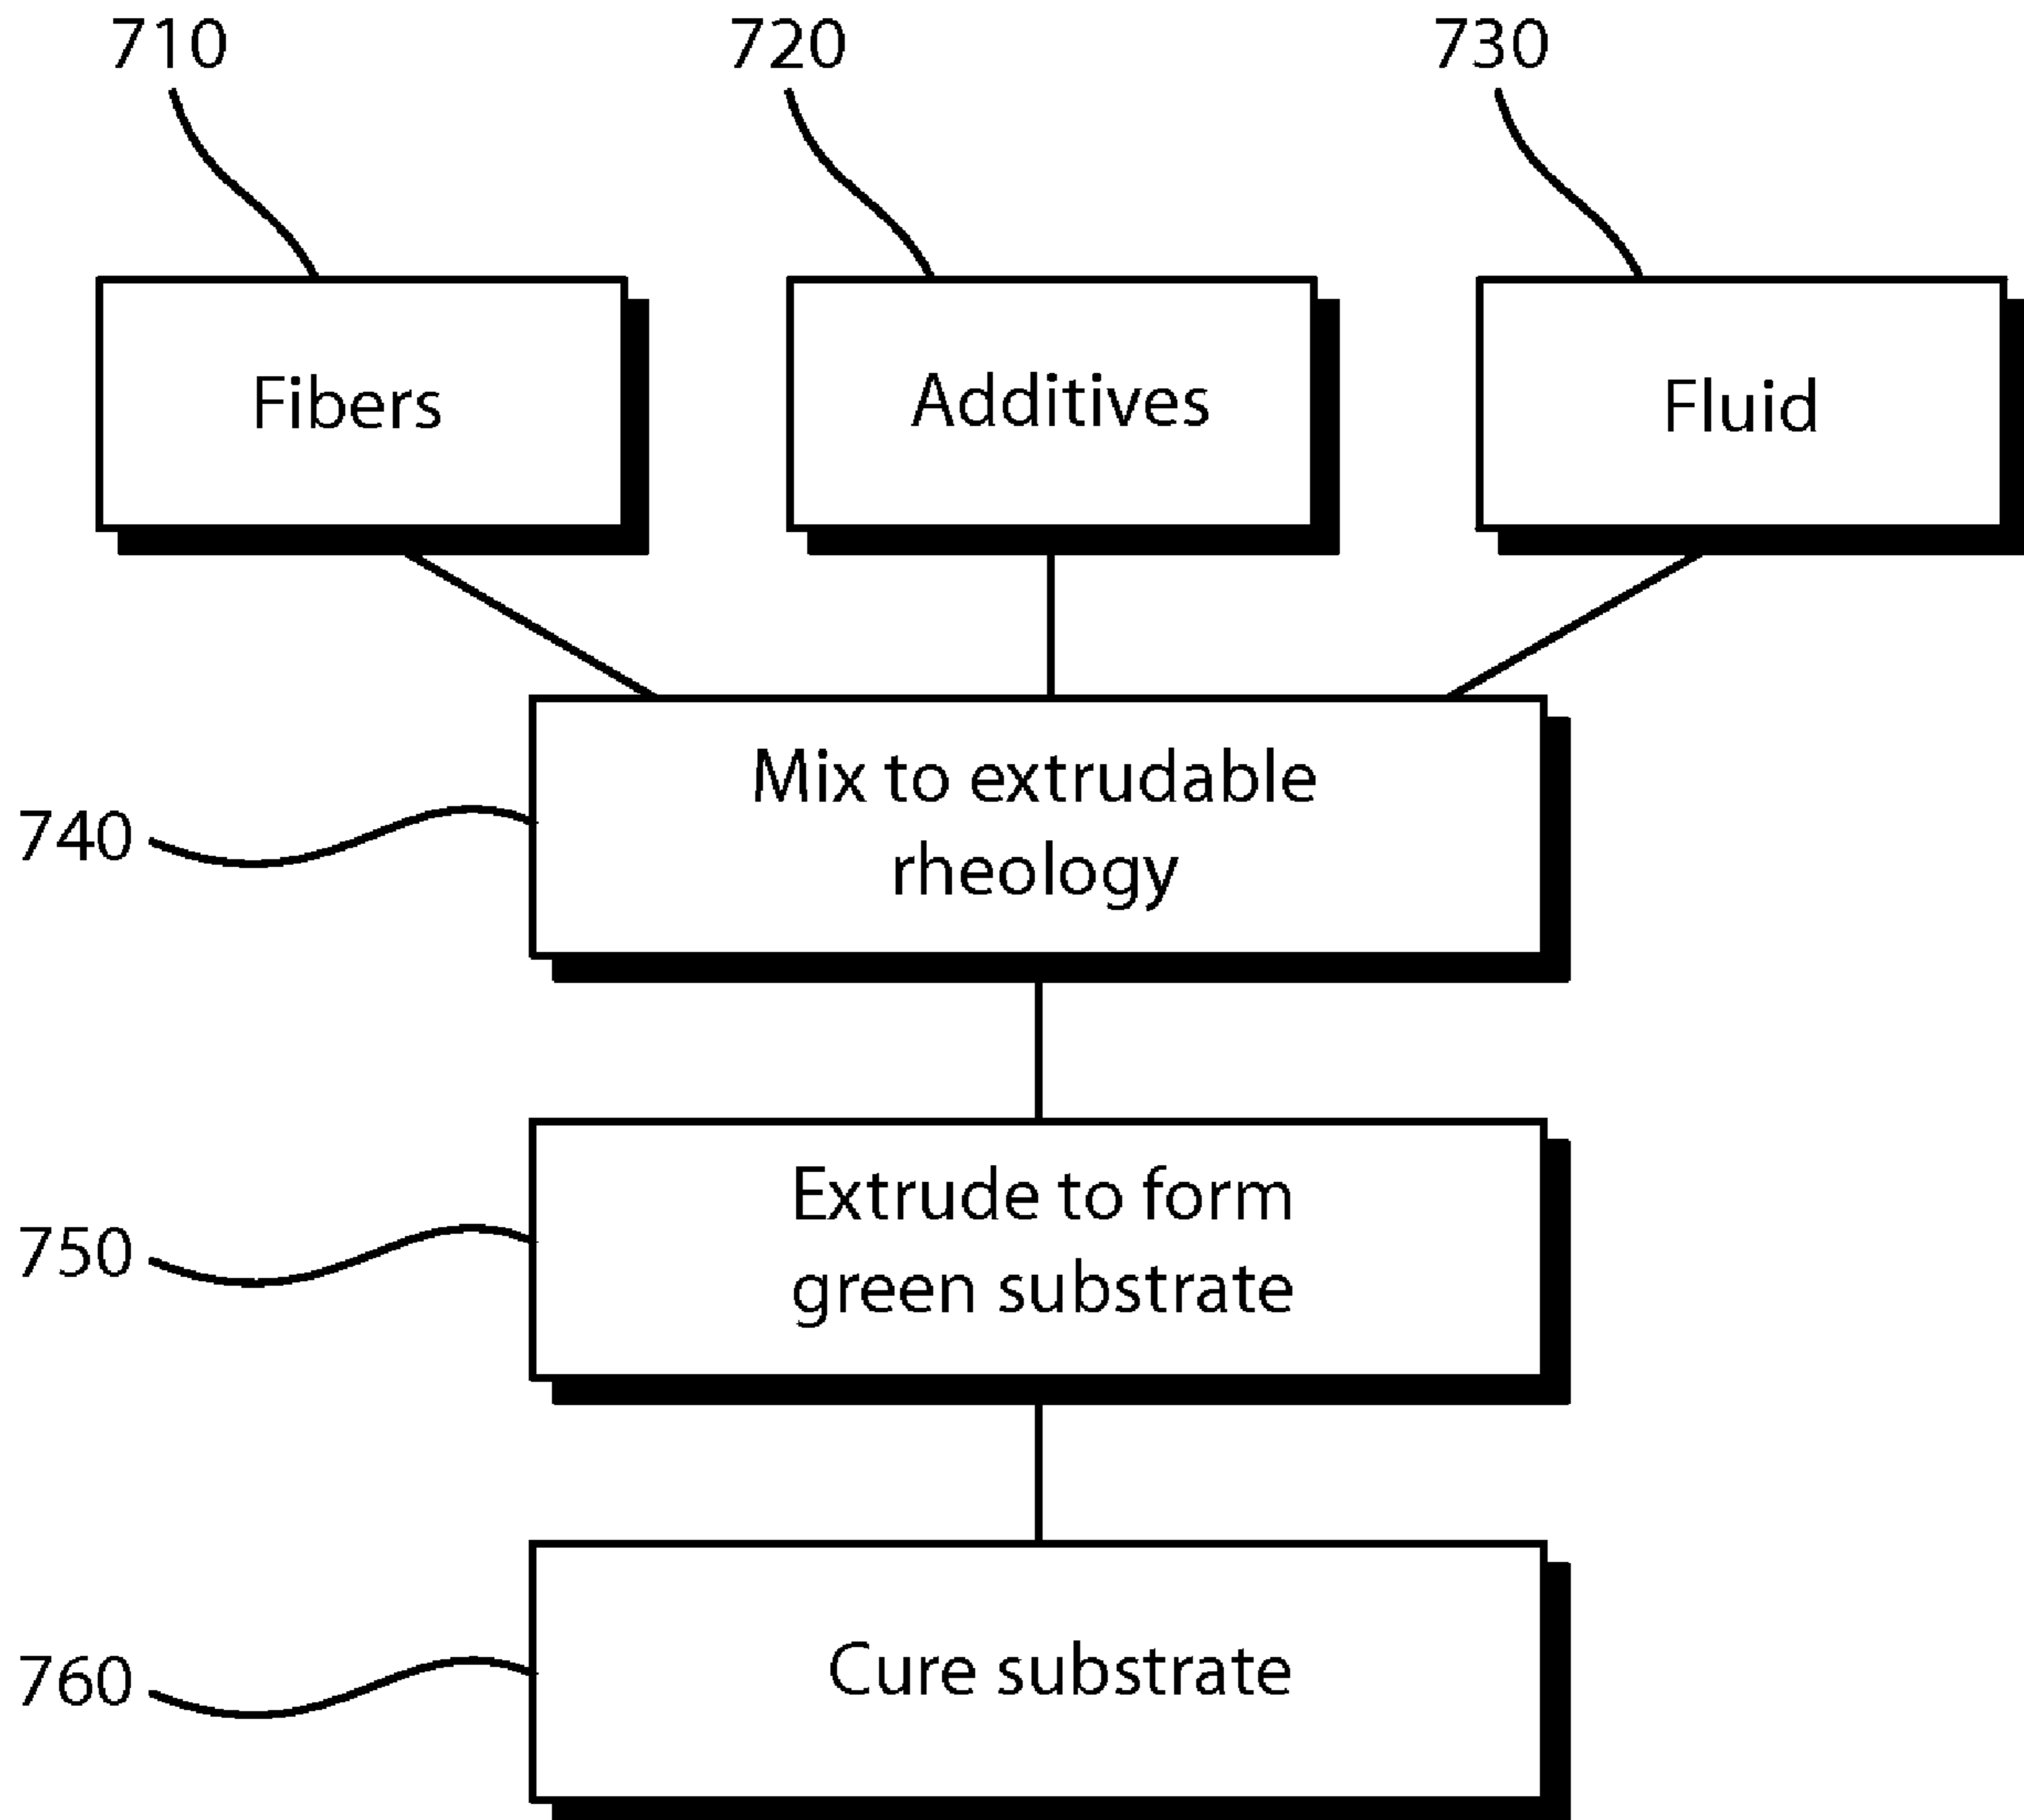 710
720
730
Fibers
Additives
Fluid
Mix to extrudable
rheology
740
Extrude to form
green substrate
750
Cure substrate
760